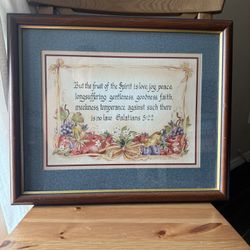 But the fruit of the Spirit is love, joy, peace,
longsuffering, gentleness, goodness, faith,
meekness, temperance: against such there
is no law. Galatians 5:22